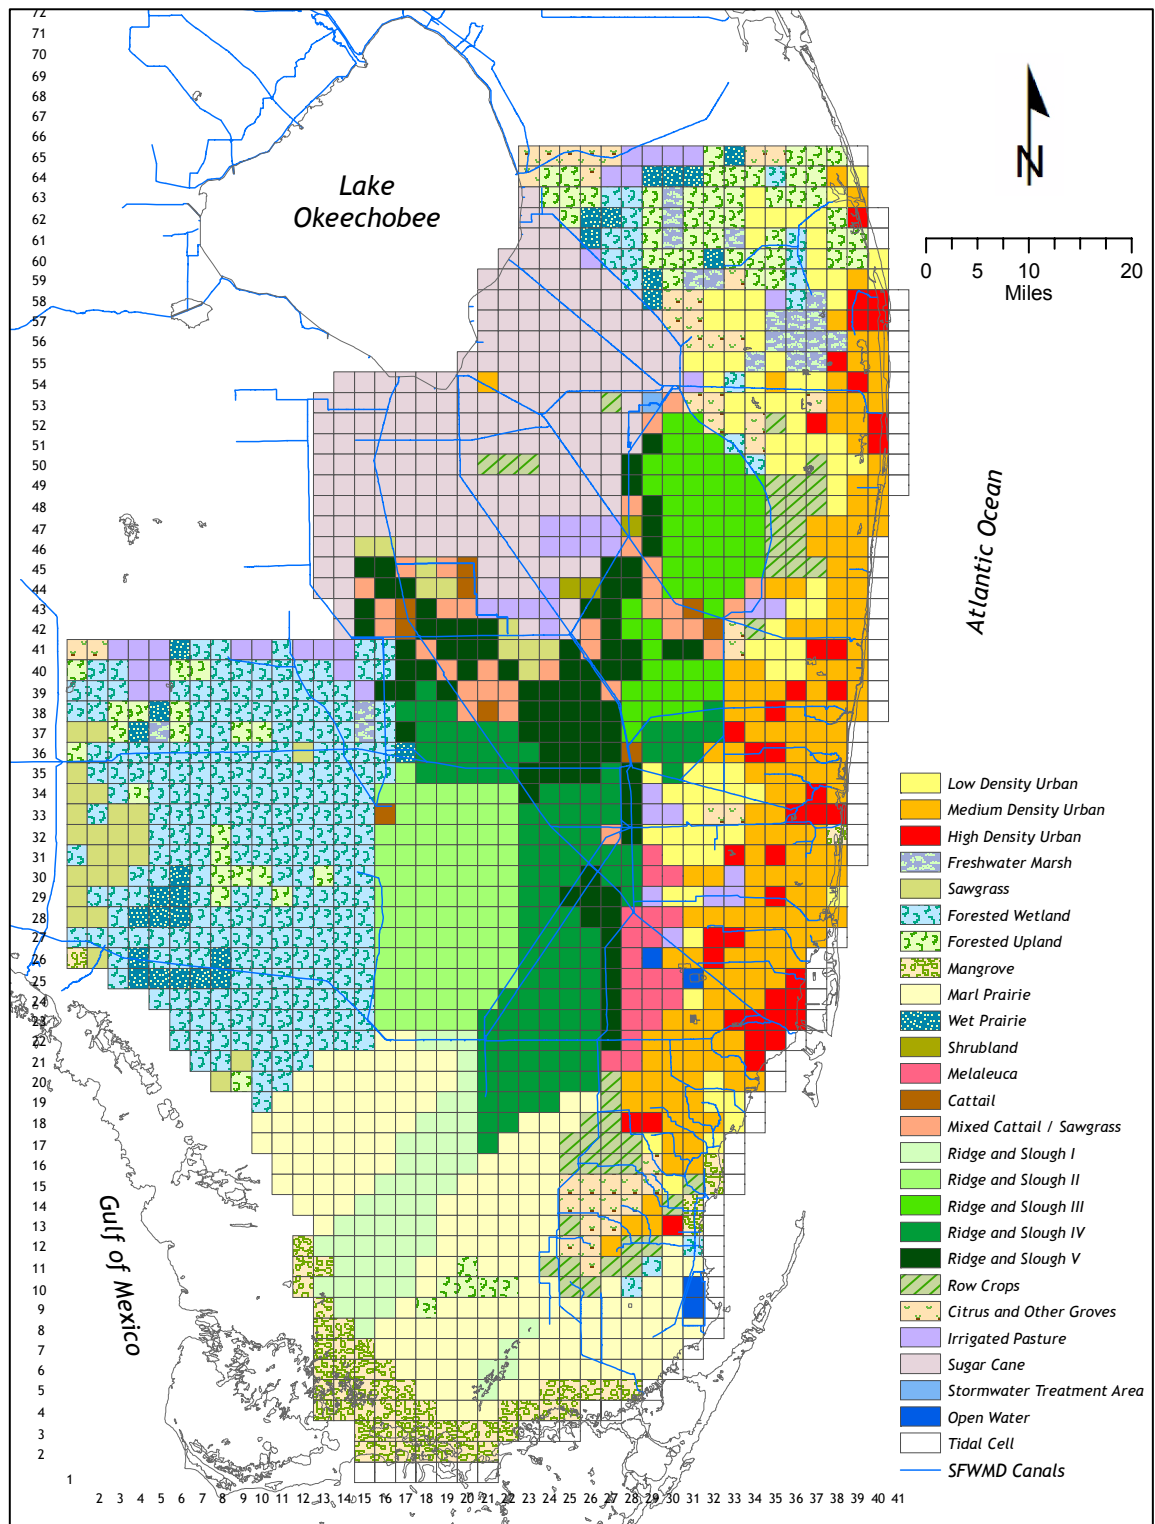 72
71
70
69
68
67
66
65
64
63
62
61
60
59
58
57
56
55
54
53
52
51
50
49
48
47
46
45
44
43
42
41
40
39
38
37
36
35
34
33
32
31
30
29
28
27
26
25
24
23
22
21
20
19
18
17
16
15
14
13
12
11
10
9
8
7
6
5
4
3
2
1
2 3 4 5 6 7 8 9 10 11 12 13 14 15 16 17 18 19 20 21 22 23 24 25 26 27 28 29 30 31 32 33 34 35 36 37 38 39 40 41
Lake
Okeechobee
N
0 5 10 20
Miles
Atlantic Ocean
Gulf of Mexico
Low Density Urban
Medium Density Urban
High Density Urban
Freshwater Marsh
Sawgrass
Forested Wetland
Forested Upland
Mangrove
Marl Prairie
Wet Prairie
Shrubland
Melaleuca
Cattail
Mixed Cattail / Sawgrass
Ridge and Slough I
Ridge and Slough II
Ridge and Slough III
Ridge and Slough IV
Ridge and Slough V
Row Crops
Citrus and Other Groves
Irrigated Pasture
Sugar Cane
Stormwater Treatment Area
Open Water
Tidal Cell
SFWMD Canals